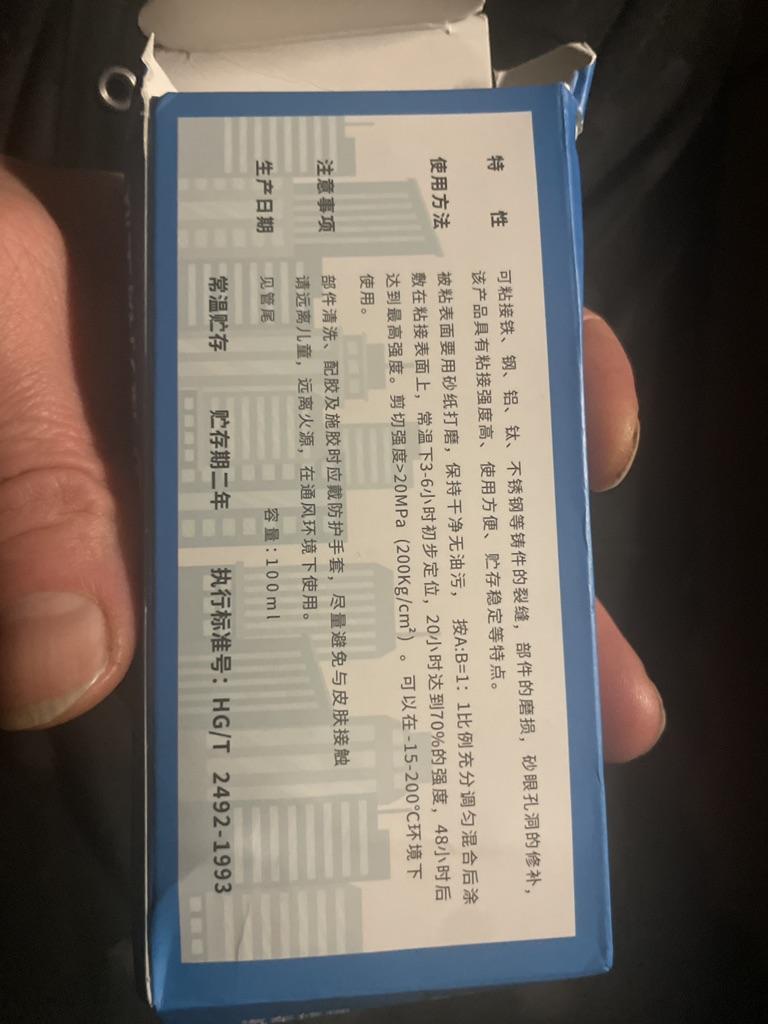 特 性
可粘接铁、钢、铝、钛、不锈钢等铸件的裂缝，部件的磨损，砂眼孔洞的修补，
该产品具有粘接强度高、使用方便、贮存稳定等特点。
使用方法
被粘表面要用砂纸打磨，保持干净无油污， 按A:B=1：1比例充分调匀混合后涂
敷在粘接表面上，常温下3-6小时初步定位，20小时达到70%的强度，48小时后
达到最高强度。剪切强度>20MPa（200Kg/cm²）。可以在-15-200℃环境下
使用。
注意事项
部件清洗、配胶及施胶时应戴防护手套，尽量避免与皮肤接触
请远离儿童，远离火源，在通风环境下使用。
生产日期 见管尾 容量：100ml
常温贮存 贮存期二年 执行标准号：HG/T 2492-1993